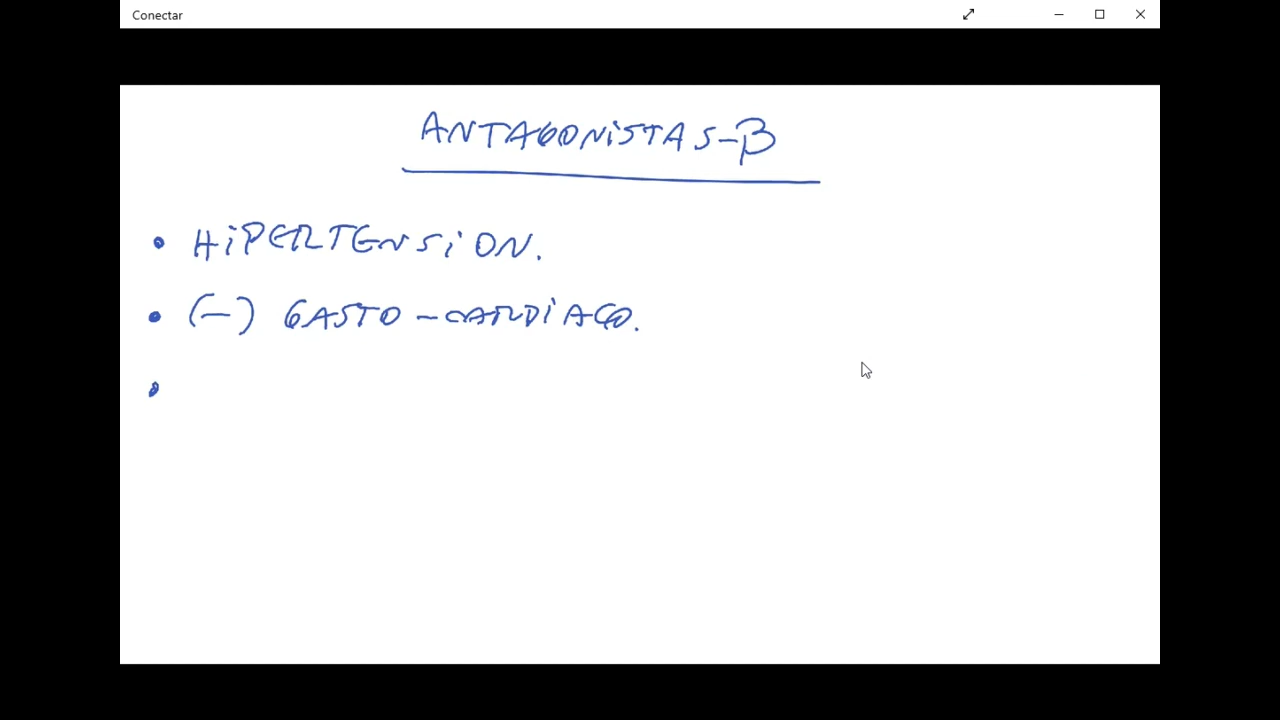 Conectar
ANTAGONISTAS-β
• HiPERTENSiON.
• (-) GASTO-CARDiACO.
•